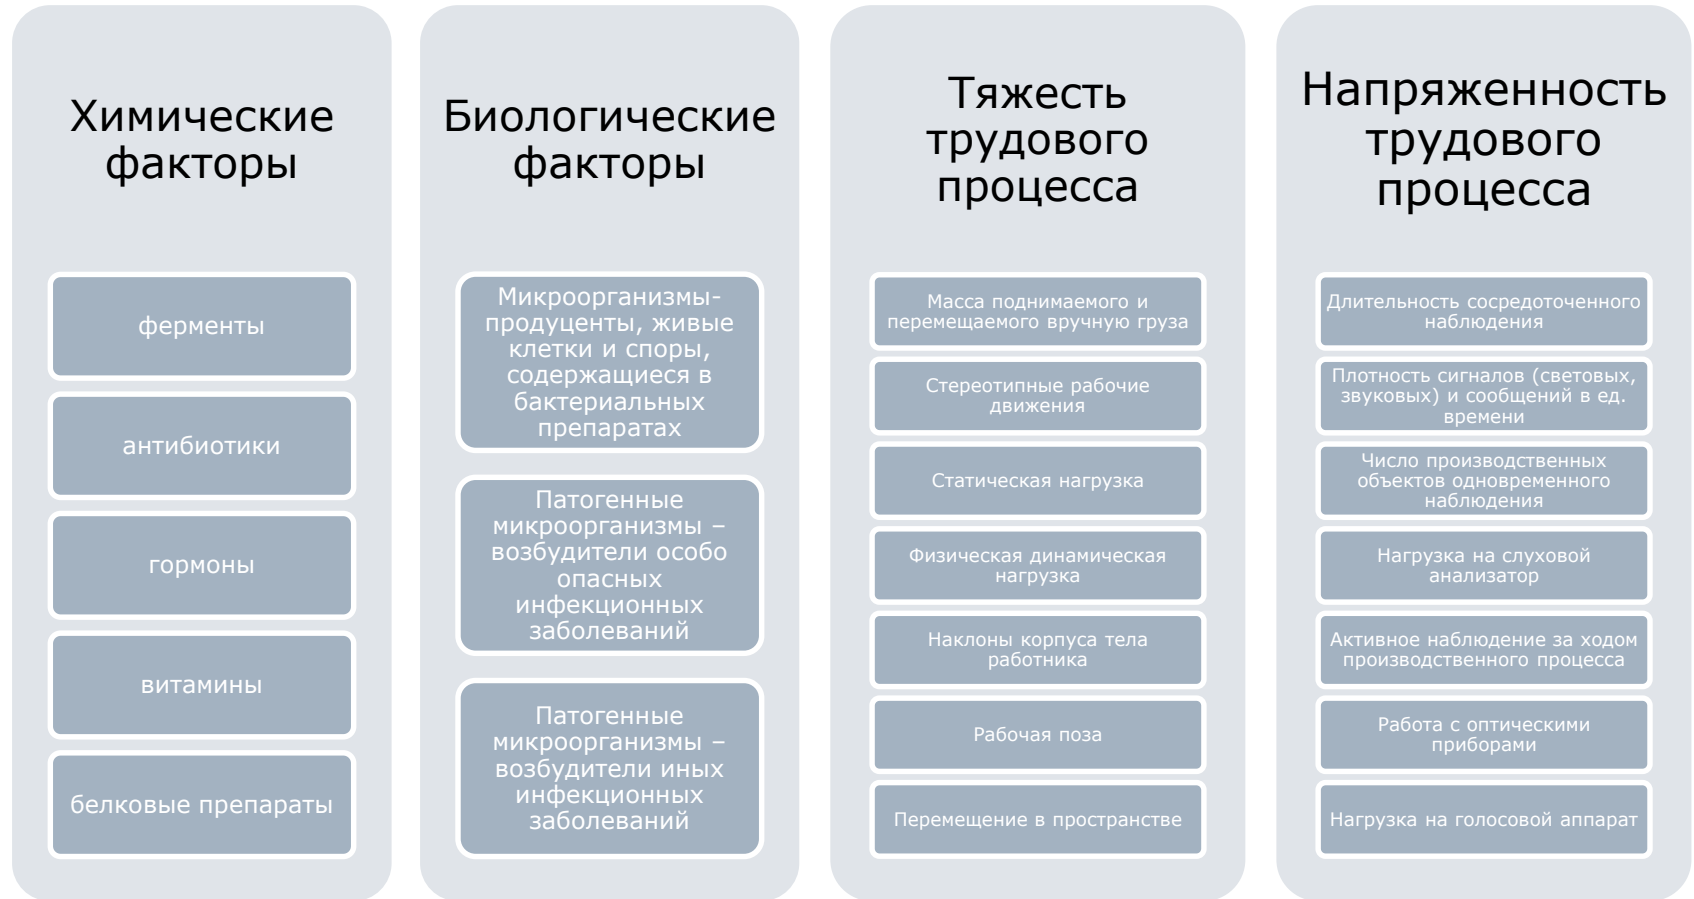 Химические
факторы
ферменты
антибиотики
гормоны
витамины
белковые препараты
Биологические
факторы
Микроорганизмы-
продуценты, живые
клетки и споры,
содержащиеся в
бактериальных
препаратах
Патогенные
микроорганизмы –
возбудители особо
опасных
инфекционных
заболеваний
Патогенные
микроорганизмы –
возбудители иных
инфекционных
заболеваний
Тяжесть
трудового
процесса
Масса поднимаемого и
перемещаемого вручную груза
Стереотипные рабочие
движения
Статическая нагрузка
Физическая динамическая
нагрузка
Наклоны корпуса тела
работника
Рабочая поза
Перемещение в пространстве
Напряженность
трудового
процесса
Длительность сосредоточенного
наблюдения
Плотность сигналов (световых,
звуковых) и сообщений в ед.
времени
Число производственных
объектов одновременного
наблюдения
Нагрузка на слуховой
анализатор
Активное наблюдение за ходом
производственного процесса
Работа с оптическими
приборами
Нагрузка на голосовой аппарат